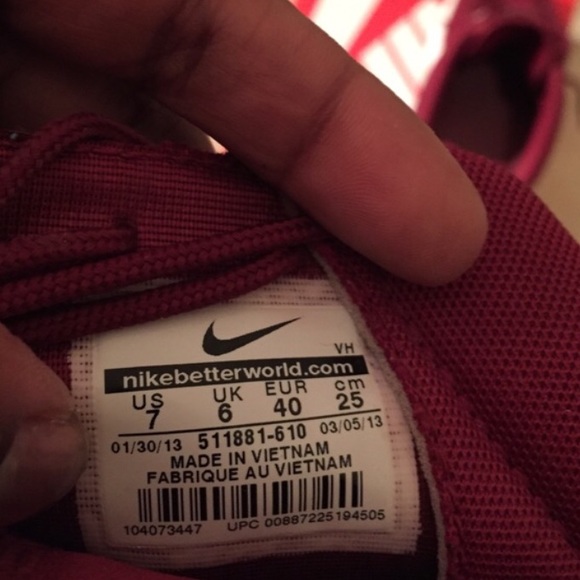 VH
nikebetterworld.com
US UK EUR cm
7 6 40 25
01/30/13 511881-610 03/05/13
MADE IN VIETNAM
FABRIQUE AU VIETNAM
104073447 UPC 00887225194505